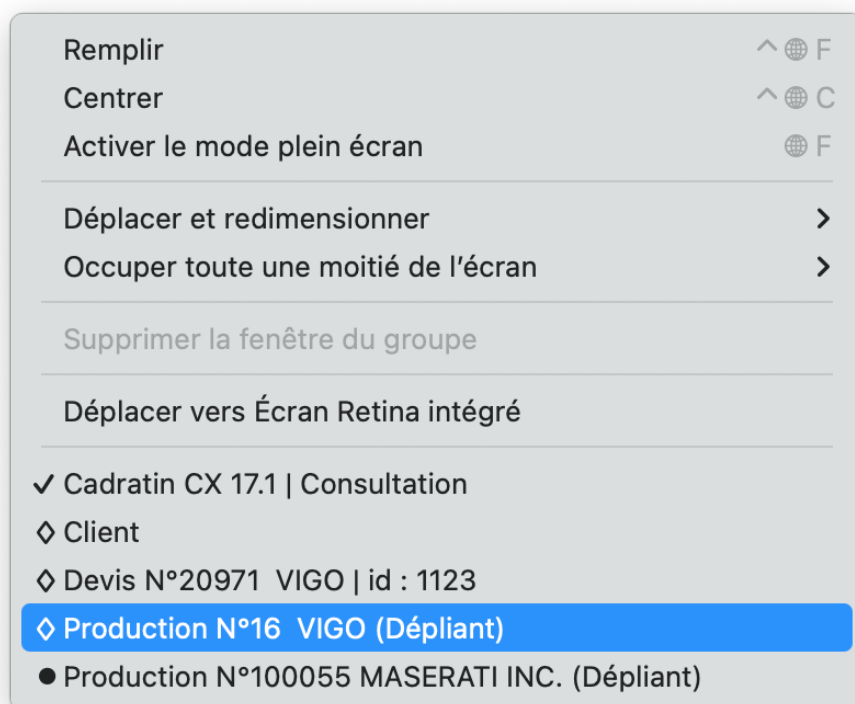 Remplir ^ 🌐 F
Centrer ^ 🌐 C
Activer le mode plein écran 🌐 F
Déplacer et redimensionner >
Occuper toute une moitié de l’écran >
Supprimer la fenêtre du groupe
Déplacer vers Écran Retina intégré
✓ Cadratin CX 17.1 | Consultation
◊ Client
◊ Devis N°20971  VIGO | id : 1123
◊ Production N°16  VIGO (Dépliant)
● Production N°100055 MASERATI INC. (Dépliant)